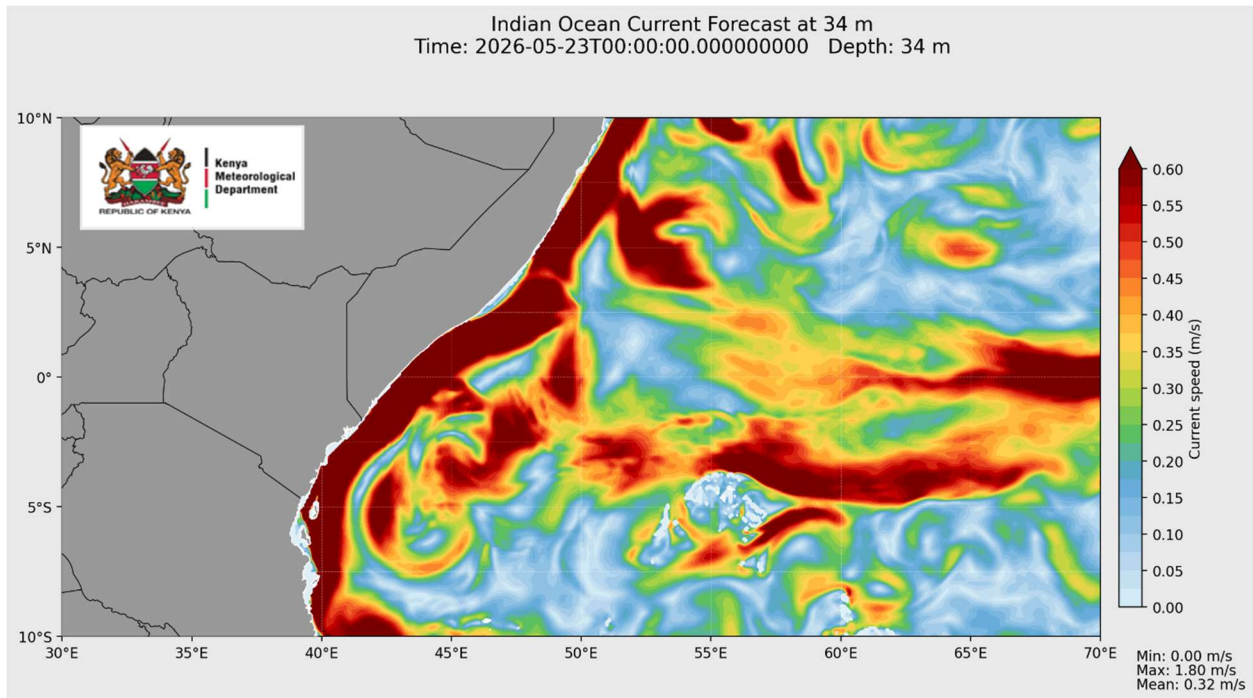 Indian Ocean Current Forecast at 34 m
Time: 2026-05-23T00:00:00.000000000 Depth: 34 m
10°N
5°N
0°
5°S
10°S
30°E
35°E
40°E
45°E
50°E
55°E
60°E
65°E
70°E
Kenya
Meteorological
Department
REPUBLIC OF KENYA
0.60
0.55
0.50
0.45
0.40
0.35
0.30
0.25
0.20
0.15
0.10
0.05
0.00
Current speed (m/s)
Min: 0.00 m/s
Max: 1.80 m/s
Mean: 0.32 m/s